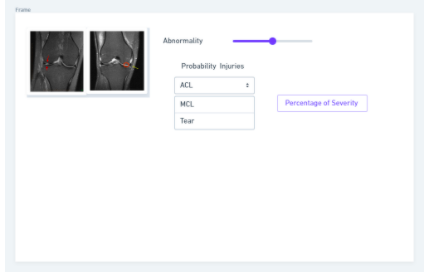 Frame
Abnormality
Probability Injuries
ACL
MCL
Tear
Percentage of Severity